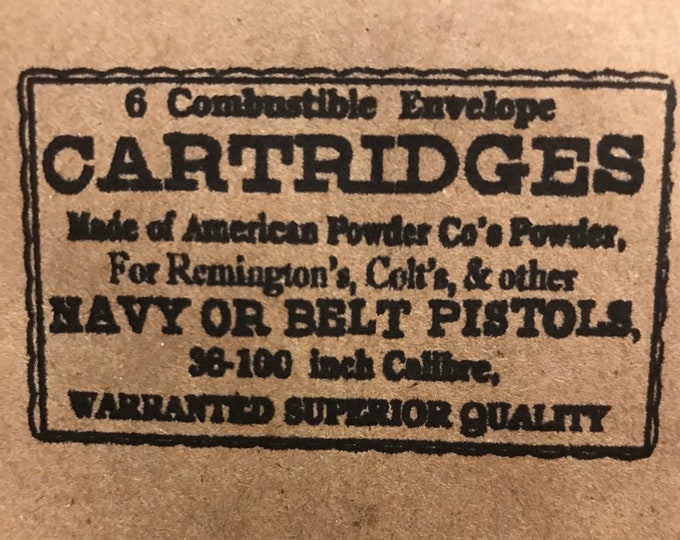 6 Combustible Envelope
CARTRIDGES
Made of American Powder Co's Powder,
For Remington's, Colt's, & other
NAVY OR BELT PISTOLS,
36-100 inch Calibre,
WARRANTED SUPERIOR QUALITY